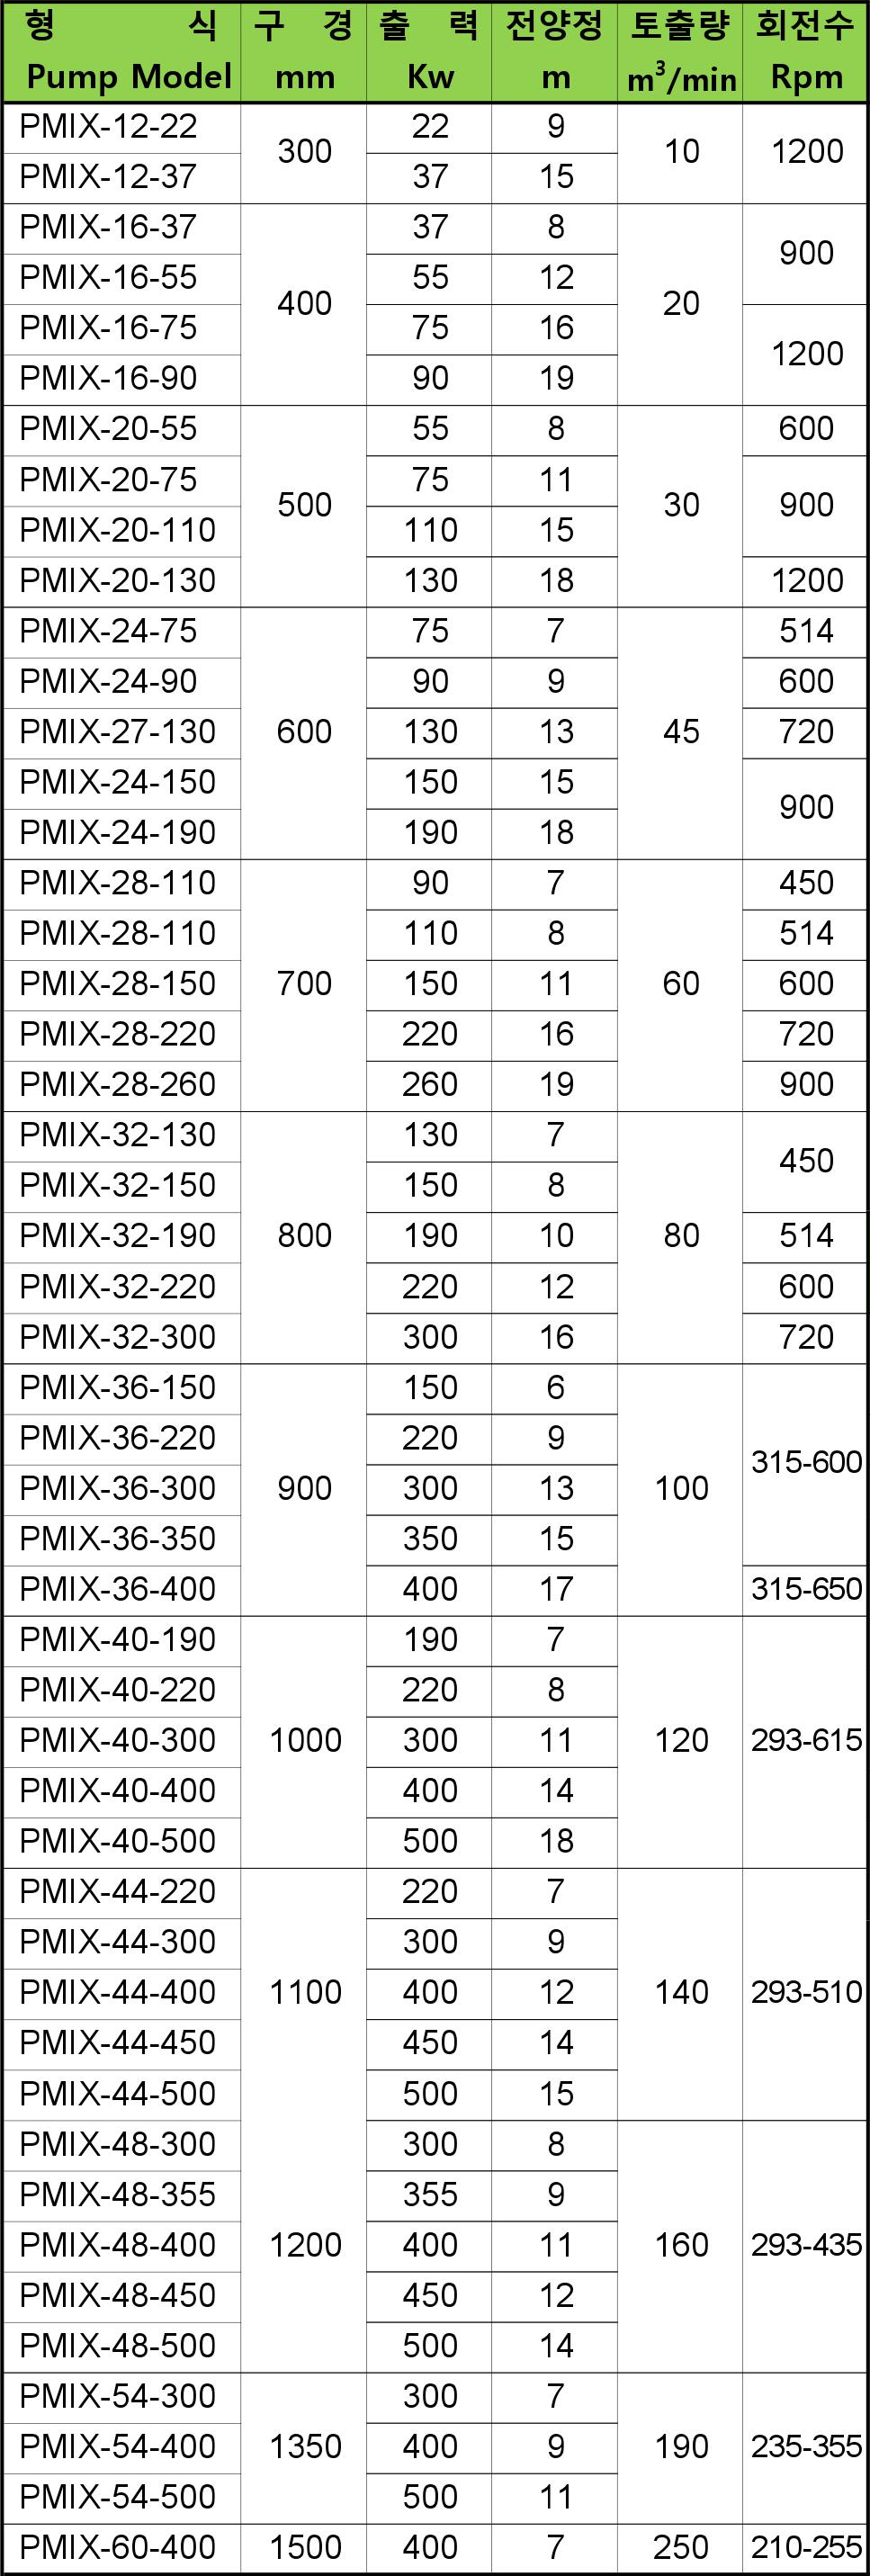 형 식 구 경 출 력 전양정 토출량 회전수
Pump Model mm Kw m m³/min Rpm
PMIX-12-22 300 22 9 10 1200
PMIX-12-37 37 15
PMIX-16-37 400 37 8 20 900
PMIX-16-55 55 12
PMIX-16-75 75 16 1200
PMIX-16-90 90 19
PMIX-20-55 500 55 8 30 600
PMIX-20-75 75 11 900
PMIX-20-110 110 15
PMIX-20-130 130 18 1200
PMIX-24-75 600 75 7 45 514
PMIX-24-90 90 9 600
PMIX-27-130 130 13 720
PMIX-24-150 150 15 900
PMIX-24-190 190 18
PMIX-28-110 700 90 7 60 450
PMIX-28-110 110 8 514
PMIX-28-150 150 11 600
PMIX-28-220 220 16 720
PMIX-28-260 260 19 900
PMIX-32-130 800 130 7 80 450
PMIX-32-150 150 8
PMIX-32-190 190 10 514
PMIX-32-220 220 12 600
PMIX-32-300 300 16 720
PMIX-36-150 900 150 6 100 315-600
PMIX-36-220 220 9
PMIX-36-300 300 13
PMIX-36-350 350 15
PMIX-36-400 400 17 315-650
PMIX-40-190 1000 190 7 120 293-615
PMIX-40-220 220 8
PMIX-40-300 300 11
PMIX-40-400 400 14
PMIX-40-500 500 18
PMIX-44-220 1100 220 7 140 293-510
PMIX-44-300 300 9
PMIX-44-400 400 12
PMIX-44-450 450 14
PMIX-44-500 500 15
PMIX-48-300 1200 300 8 160 293-435
PMIX-48-355 355 9
PMIX-48-400 400 11
PMIX-48-450 450 12
PMIX-48-500 500 14
PMIX-54-300 1350 300 7 190 235-355
PMIX-54-400 400 9
PMIX-54-500 500 11
PMIX-60-400 1500 400 7 250 210-255